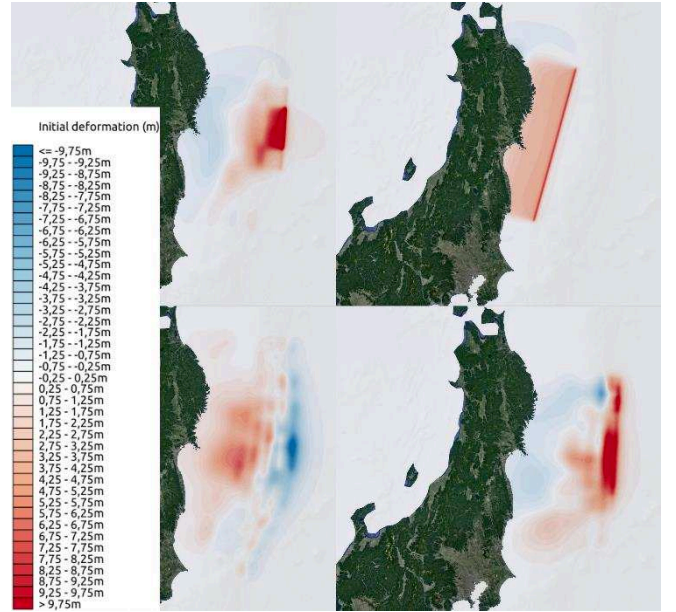 Initial deformation (m)
<= -9,75m
-9,75 - -9,25m
-9,25 - -8,75m
-8,75 - -8,25m
-8,25 - -7,75m
-7,75 - -7,25m
-7,25 - -6,75m
-6,75 - -6,25m
-6,25 - -5,75m
-5,75 - -5,25m
-5,25 - -4,75m
-4,75 - -4,25m
-4,25 - -3,75m
-3,75 - -3,25m
-3,25 - -2,75m
-2,75 - -2,25m
-2,25 - -1,75m
-1,75 - -1,25m
-1,25 - -0,75m
-0,75 - -0,25m
-0,25 - 0,25m
0,25 - 0,75m
0,75 - 1,25m
1,25 - 1,75m
1,75 - 2,25m
2,25 - 2,75m
2,75 - 3,25m
3,25 - 3,75m
3,75 - 4,25m
4,25 - 4,75m
4,75 - 5,25m
5,25 - 5,75m
5,75 - 6,25m
6,25 - 6,75m
6,75 - 7,25m
7,25 - 7,75m
7,75 - 8,25m
8,25 - 8,75m
8,75 - 9,25m
9,25 - 9,75m
> 9,75m